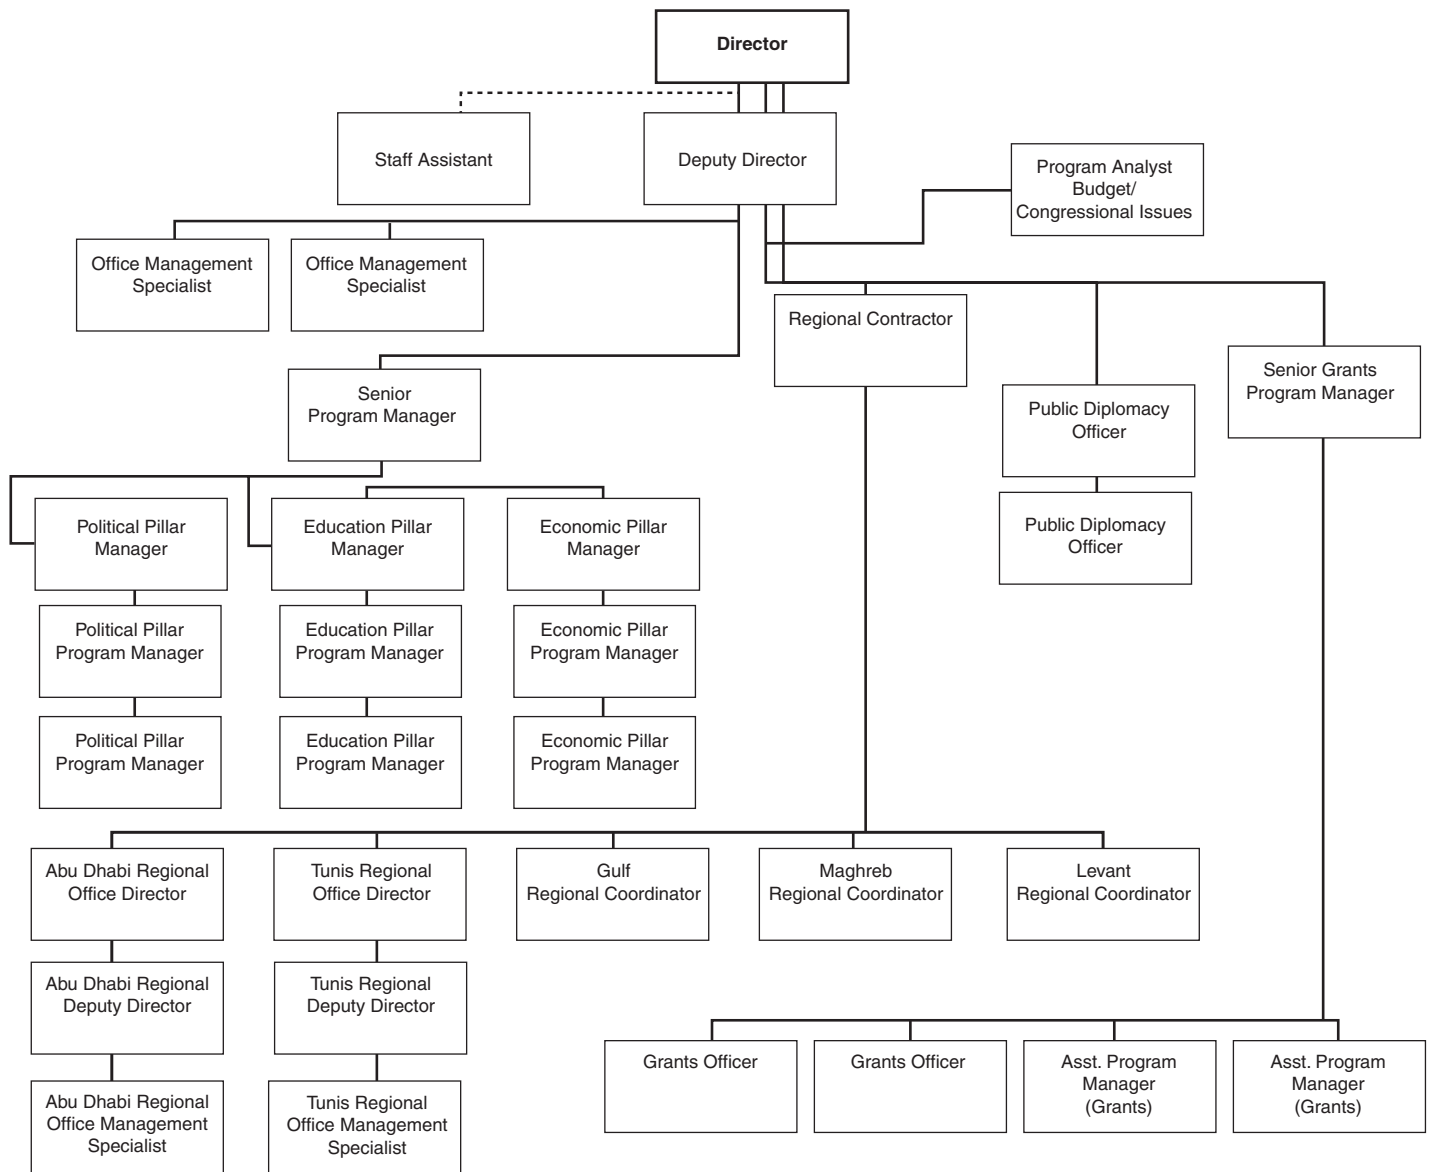 Director
Staff Assistant
Deputy Director
Program Analyst
Budget/
Congressional Issues
Office Management
Specialist
Office Management
Specialist
Regional Contractor
Senior Grants
Program Manager
Senior
Program Manager
Public Diplomacy
Officer
Public Diplomacy
Officer
Political Pillar
Manager
Education Pillar
Manager
Economic Pillar
Manager
Political Pillar
Program Manager
Education Pillar
Program Manager
Economic Pillar
Program Manager
Political Pillar
Program Manager
Education Pillar
Program Manager
Economic Pillar
Program Manager
Abu Dhabi Regional
Office Director
Tunis Regional
Office Director
Gulf
Regional Coordinator
Maghreb
Regional Coordinator
Levant
Regional Coordinator
Abu Dhabi Regional
Deputy Director
Tunis Regional
Deputy Director
Grants Officer
Grants Officer
Asst. Program
Manager
(Grants)
Asst. Program
Manager
(Grants)
Abu Dhabi Regional
Office Management
Specialist
Tunis Regional
Office Management
Specialist